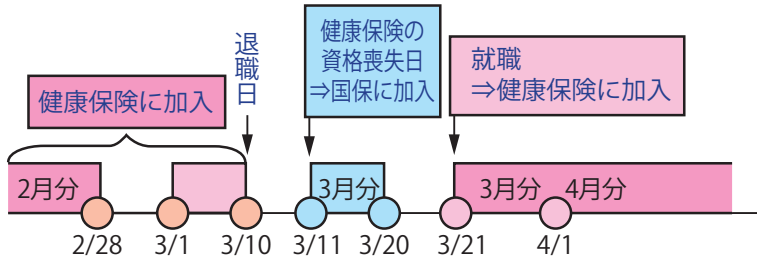 健康保険に加入
退職日
健康保険の
資格喪失日
⇒国保に加入
就職
⇒健康保険に加入
2月分
3月分
3月分 4月分
2/28 3/1 3/10 3/11 3/20 3/21 4/1